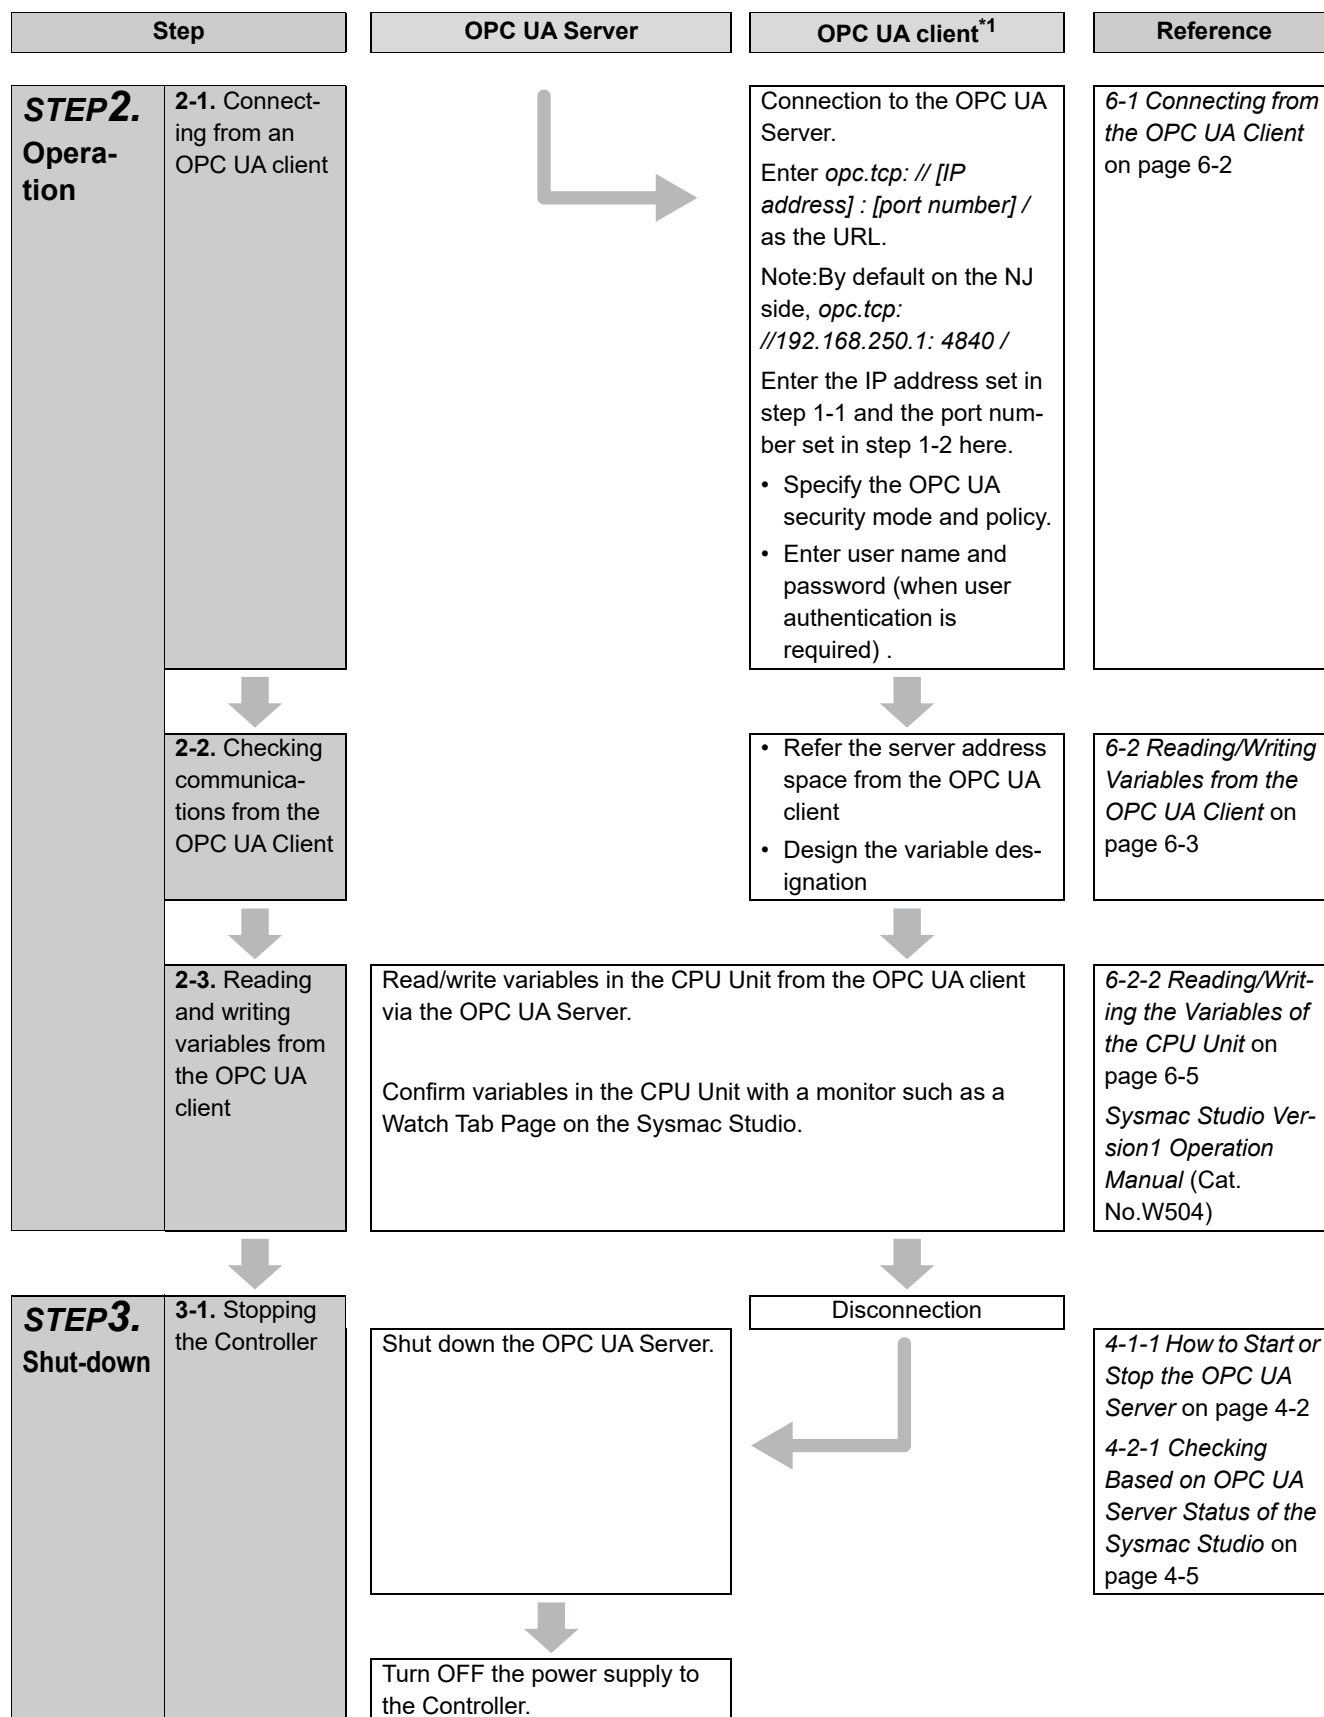 Step
OPC UA Server
OPC UA client*1
Reference
STEP2.
Opera-
tion
2-1. Connect-
ing from an
OPC UA client
Connection to the OPC UA
Server.
Enter opc.tcp: // [IP
address] : [port number] /
as the URL.
Note:By default on the NJ
side, opc.tcp:
//192.168.250.1: 4840 /
Enter the IP address set in
step 1-1 and the port num-
ber set in step 1-2 here.
• Specify the OPC UA
security mode and policy.
• Enter user name and
password (when user
authentication is
required) .
6-1 Connecting from
the OPC UA Client
on page 6-2
2-2. Checking
communica-
tions from the
OPC UA Client
• Refer the server address
space from the OPC UA
client
• Design the variable des-
ignation
6-2 Reading/Writing
Variables from the
OPC UA Client on
page 6-3
2-3. Reading
and writing
variables from
the OPC UA
client
Read/write variables in the CPU Unit from the OPC UA client
via the OPC UA Server.
Confirm variables in the CPU Unit with a monitor such as a
Watch Tab Page on the Sysmac Studio.
6-2-2 Reading/Writ-
ing the Variables of
the CPU Unit on
page 6-5
Sysmac Studio Ver-
sion1 Operation
Manual (Cat.
No.W504)
STEP3.
Shut-down
3-1. Stopping
the Controller
Disconnection
Shut down the OPC UA Server.
4-1-1 How to Start or
Stop the OPC UA
Server on page 4-2
4-2-1 Checking
Based on OPC UA
Server Status of the
Sysmac Studio on
page 4-5
Turn OFF the power supply to
the Controller.